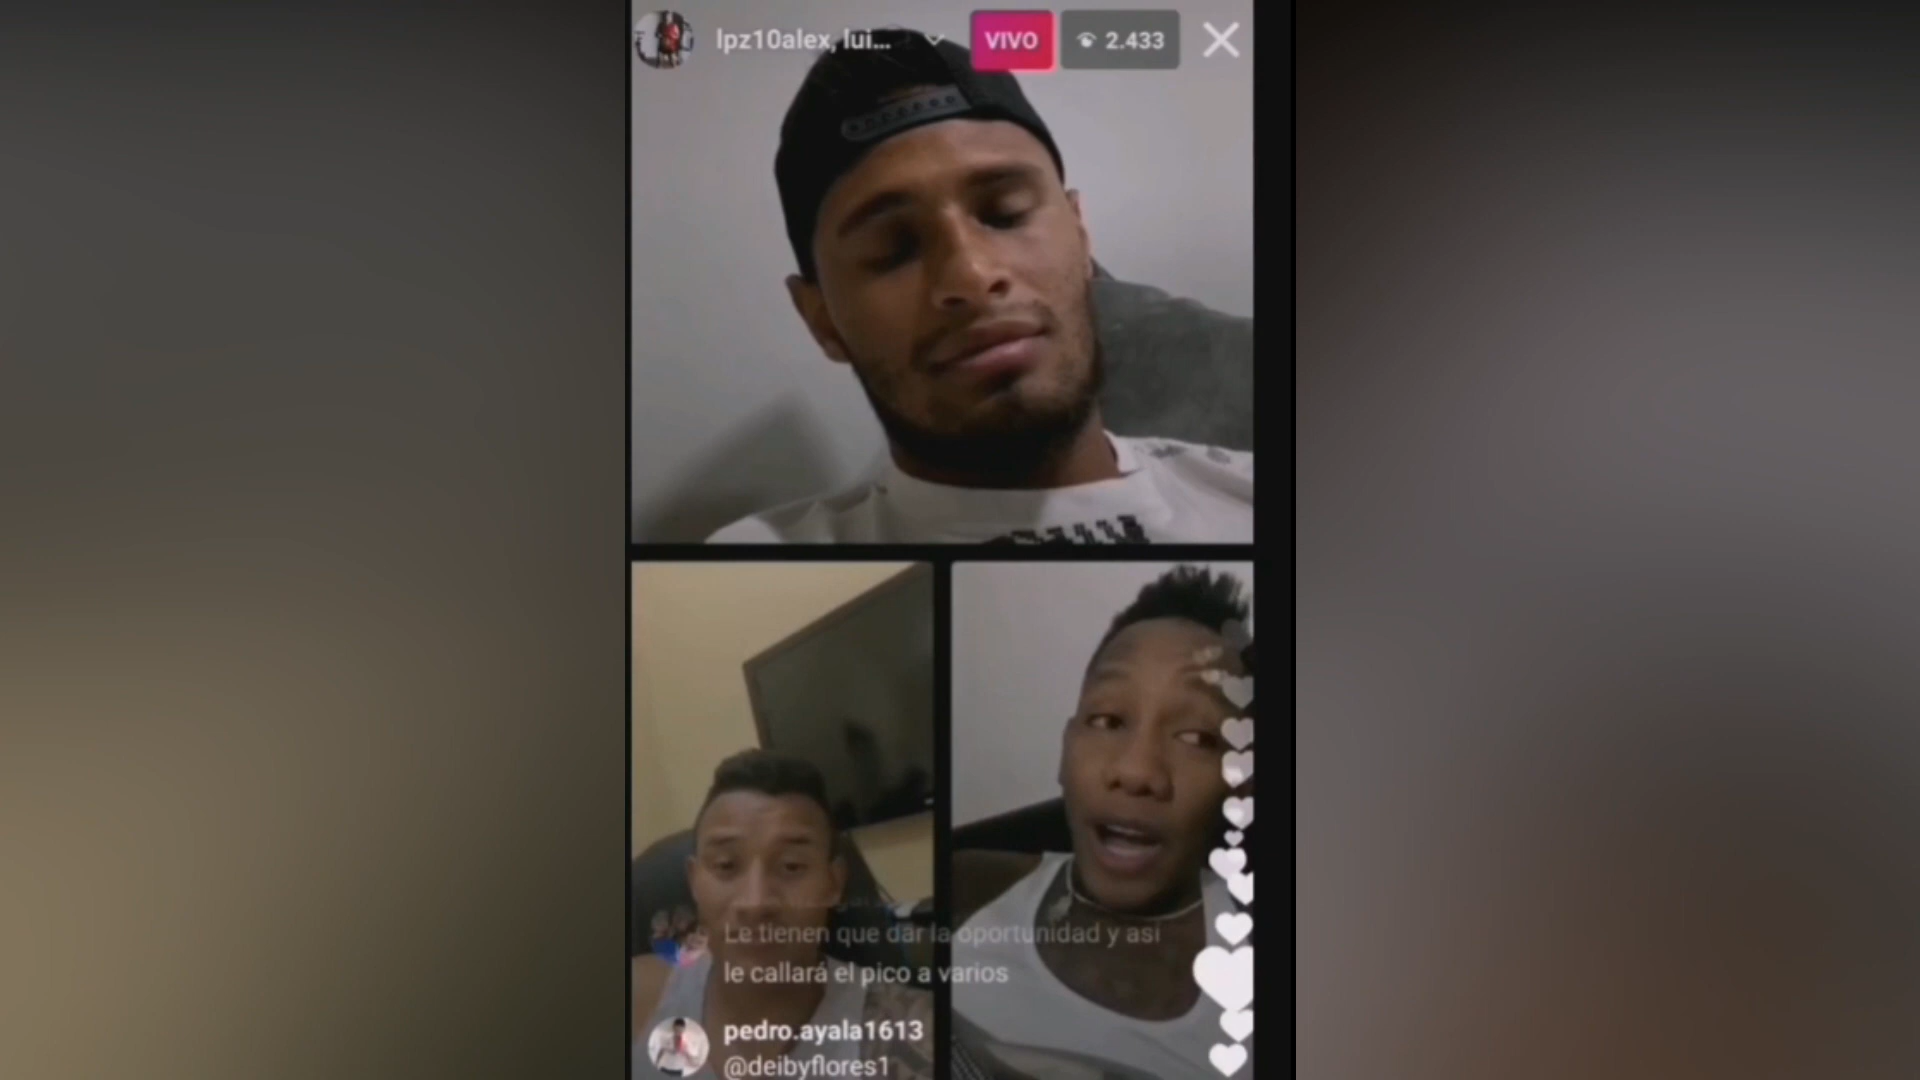 lpz10alex, lui...
VIVO
2.433
Le tienen que dar la oportunidad y asi
le callará el pico a varios
pedro.ayala1613
@deibyflores1